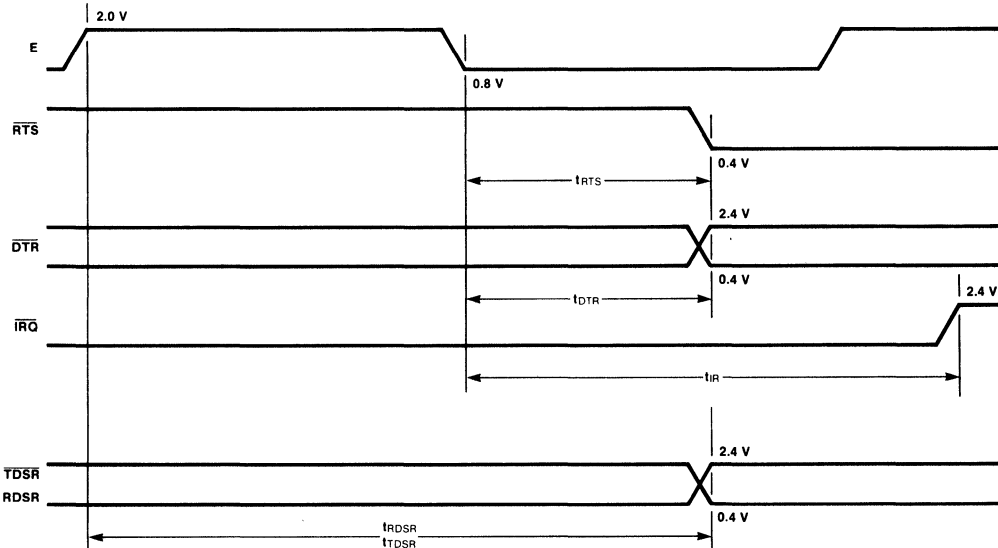 2.0 V
E
0.8 V
RTS
0.4 V
tRTS
2.4 V
DTR
0.4 V
tDTR
2.4 V
IRQ
tIR
2.4 V
TDSR
RDSR
0.4 V
tRDSR
tTDSR